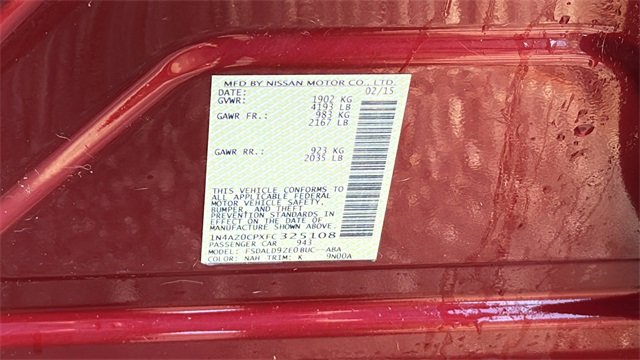 MFD BY NISSAN MOTOR CO., LTD.
DATE: 02/15
GVWR: 1902 KG
4193 LB
GAWR FR.: 983 KG
2167 LB
GAWR RR.: 923 KG
2035 LB
THIS VEHICLE CONFORMS TO
ALL APPLICABLE FEDERAL
MOTOR VEHICLE SAFETY,
BUMPER, AND THEFT
PREVENTION STANDARDS IN
EFFECT ON THE DATE OF
MANUFACTURE SHOWN ABOVE.
1N4AZ0CPXFC325108
PASSENGER CAR 943
MODEL: FSDALD9ZE0BUC--ABA
COLOR: NAH TRIM: K 9N00A